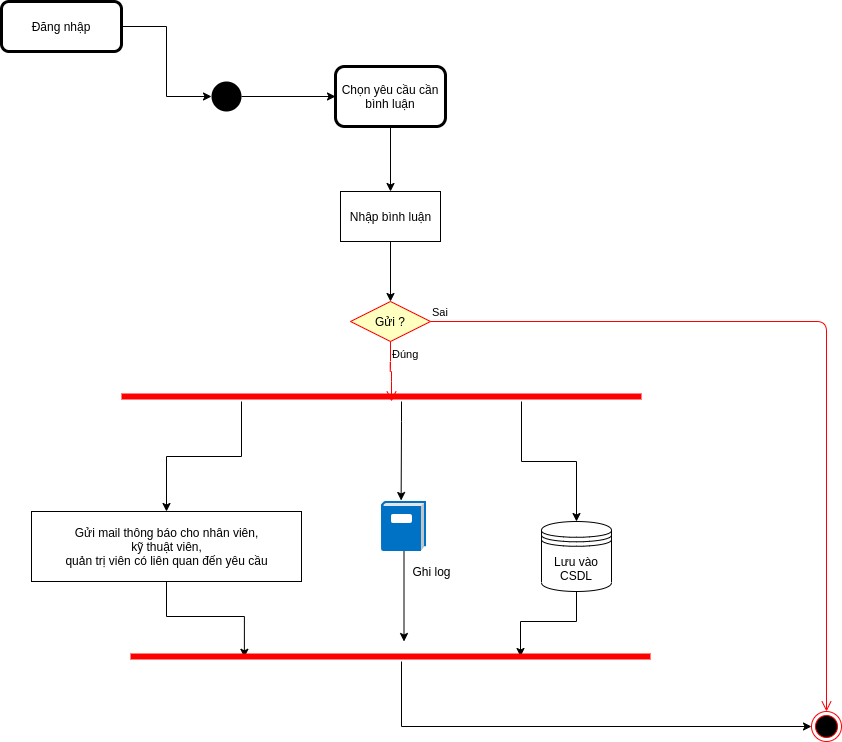 Đăng nhập
Chọn yêu cầu cần
bình luận
Nhập bình luận
Gửi ?
Sai
Đúng
Gửi mail thông báo cho nhân viên,
kỹ thuật viên,
quản trị viên có liên quan đến yêu cầu
Ghi log
Lưu vào
CSDL